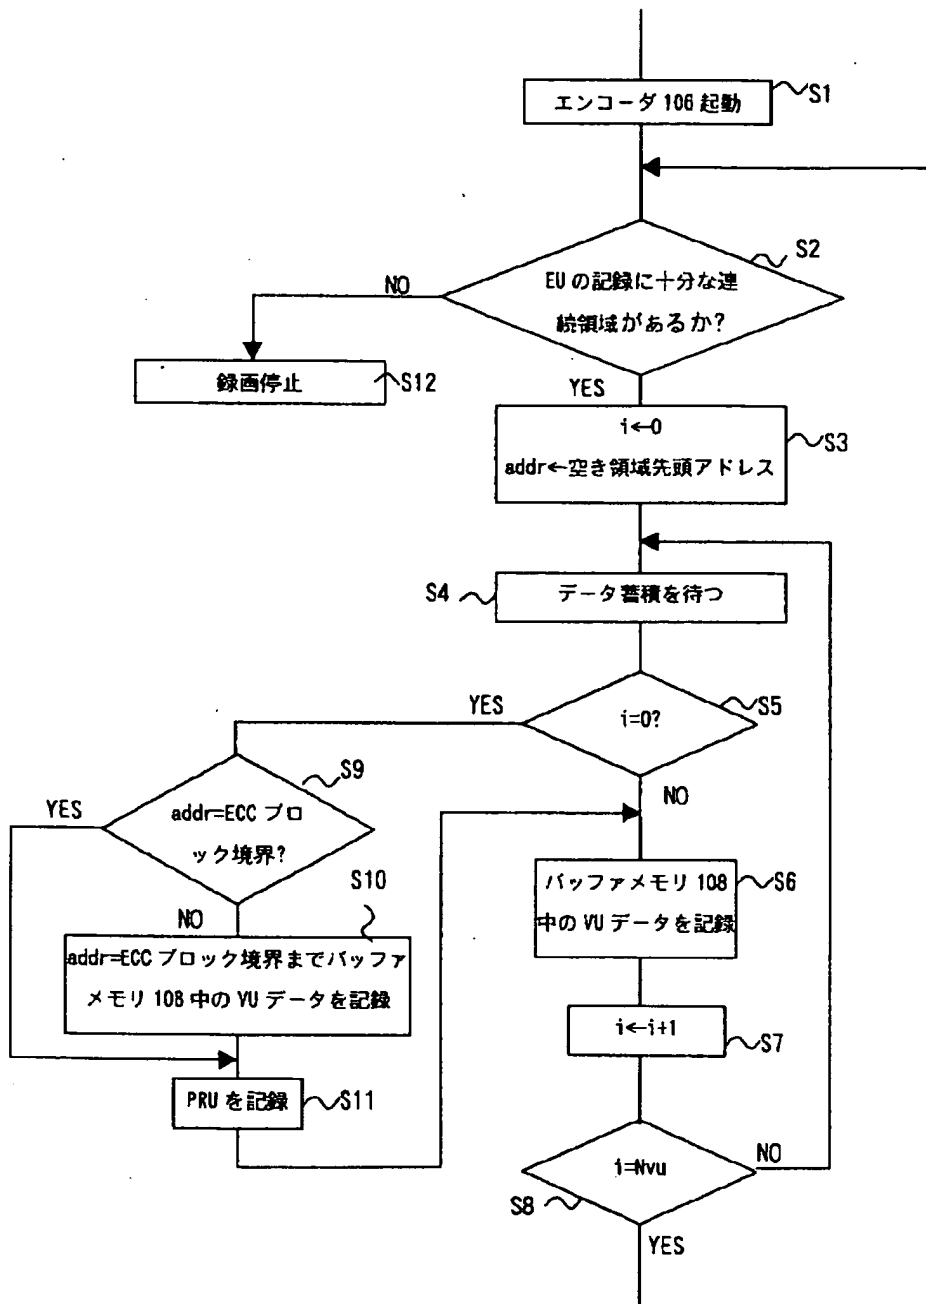 エンコーダ 106 起動
S1
S2
EU の記録に十分な連
続領域があるか?
NO
録画停止
S12
YES
i←0
addr←空き領域先頭アドレス
S3
S4
データ蓄積を待つ
YES
i=0?
S5
NO
S9
YES
addr=ECC ブロ
ック境界?
NO
S10
addr=ECC ブロック境界までバッファ
メモリ 108 中の VU データを記録
PRU を記録
S11
バッファメモリ 108
中の VU データを記録
S6
i←i+1
S7
i=Nvu
NO
S8
YES